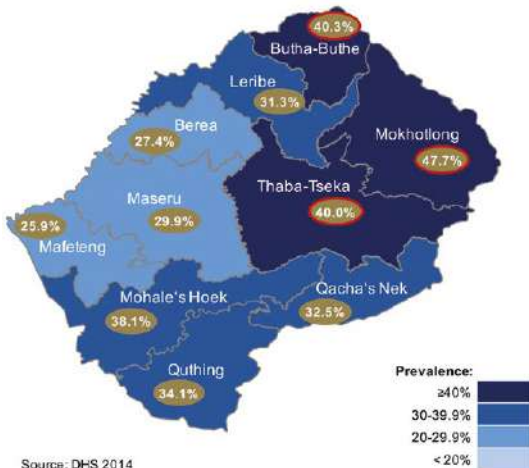 40.3%
Butha-Buthe
Leribe
31.3%
Berea
27.4%
Mokhotlong
47.7%
Thaba-Tseka
40.0%
Maseru
29.9%
25.9%
Mafeteng
Mohale's Hoek
38.1%
Qacha's Nek
32.5%
Quthing
34.1%
Prevalence:
≥40%
30-39.9%
20-29.9%
<20%
Source: DHS 2014